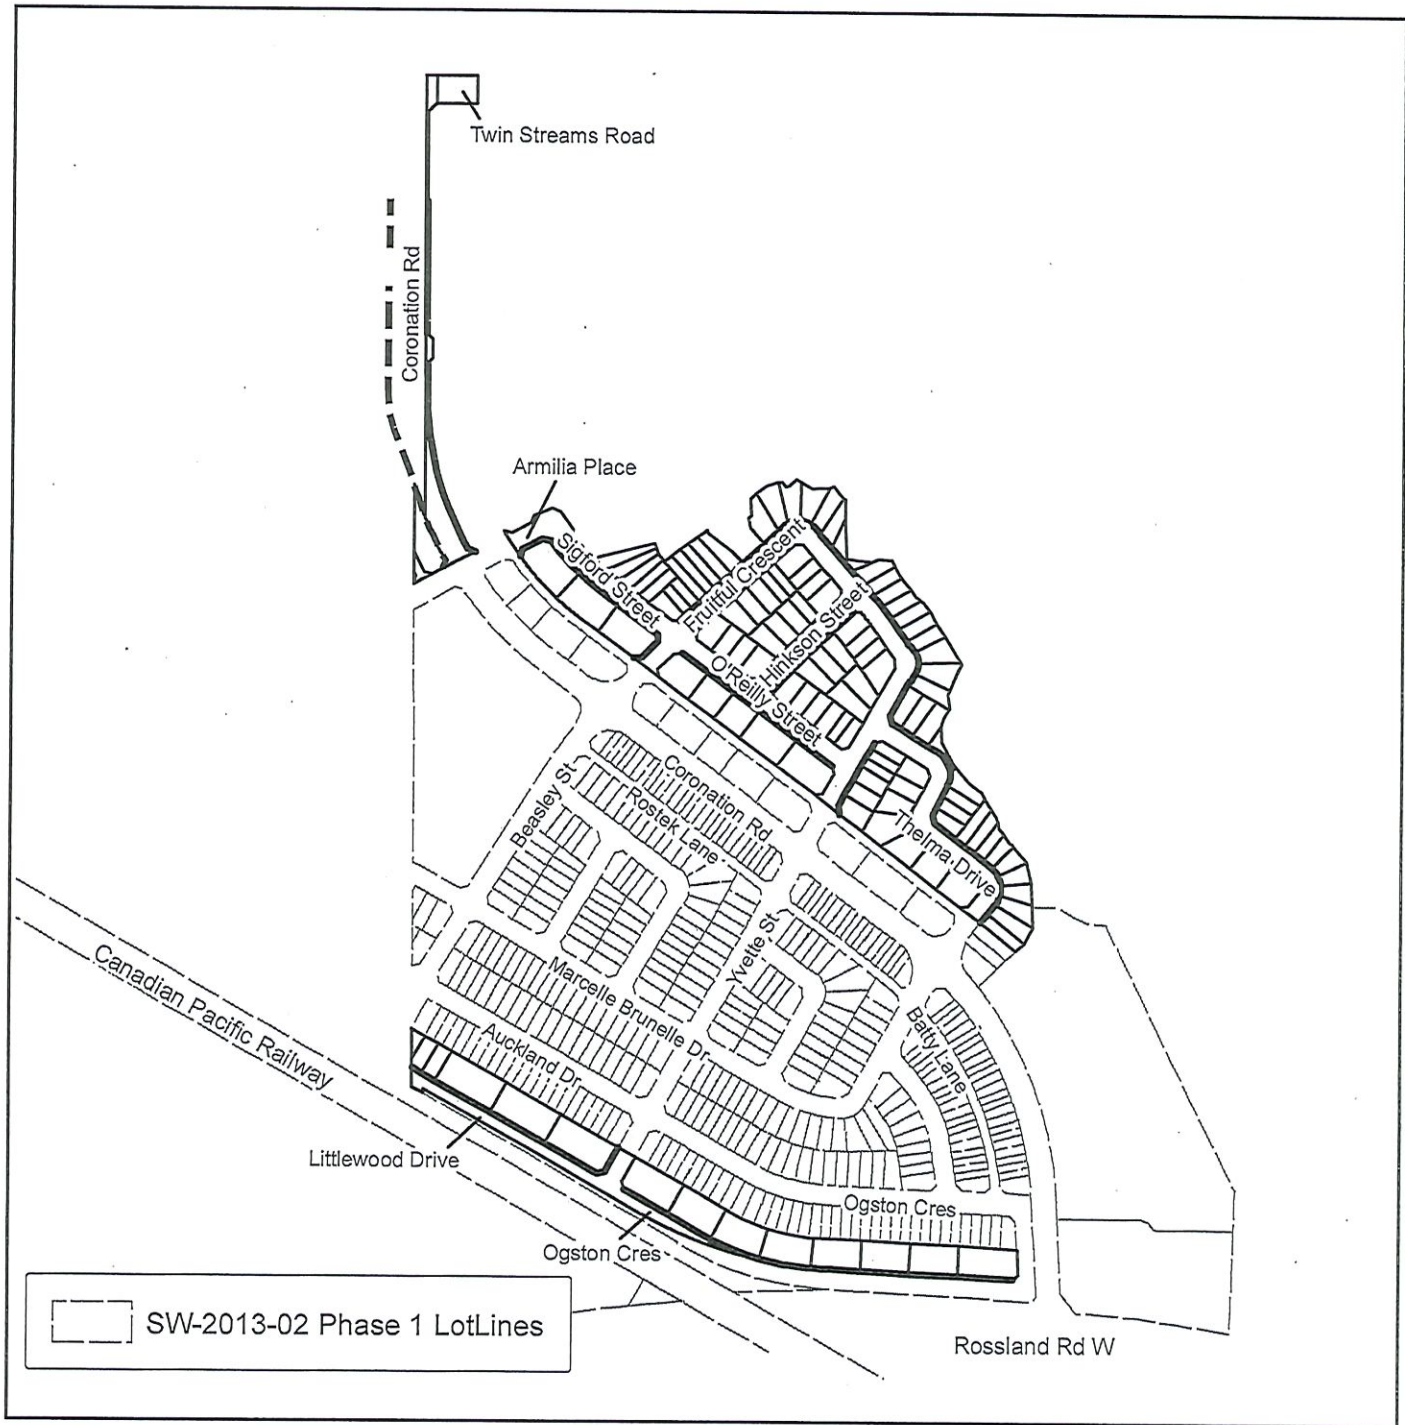 Twin Streams Road
Coronation Rd
Armilia Place
Sigford Street
Fruitful Crescent
Hinkson Street
O'Reilly Street
Thelma Drive
Coronation Rd
Rostek Lane
Beasley St
Yvette St
Marcelle Brunelle Dr
Batty Lane
Auckland Dr
Canadian Pacific Railway
Littlewood Drive
Ogston Cres
Ogston Cres
SW-2013-02 Phase 1 LotLines
Rossland Rd W